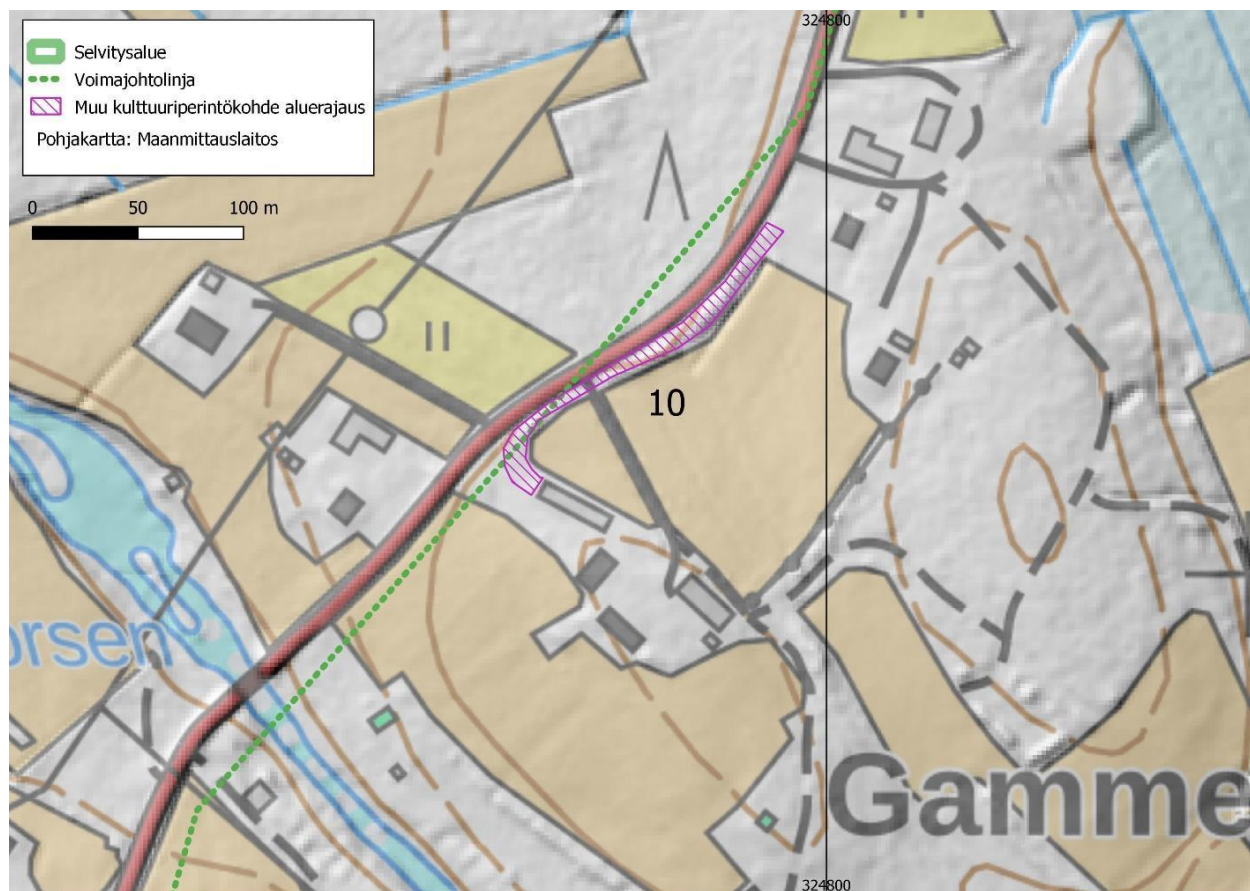 324800
Selvitysalue
Voimajohtolinja
Muu kulttuuriperintökohde aluerajaus
Pohjakartta: Maanmittauslaitos
0 50 100 m
10
orsen
Gamme
324800